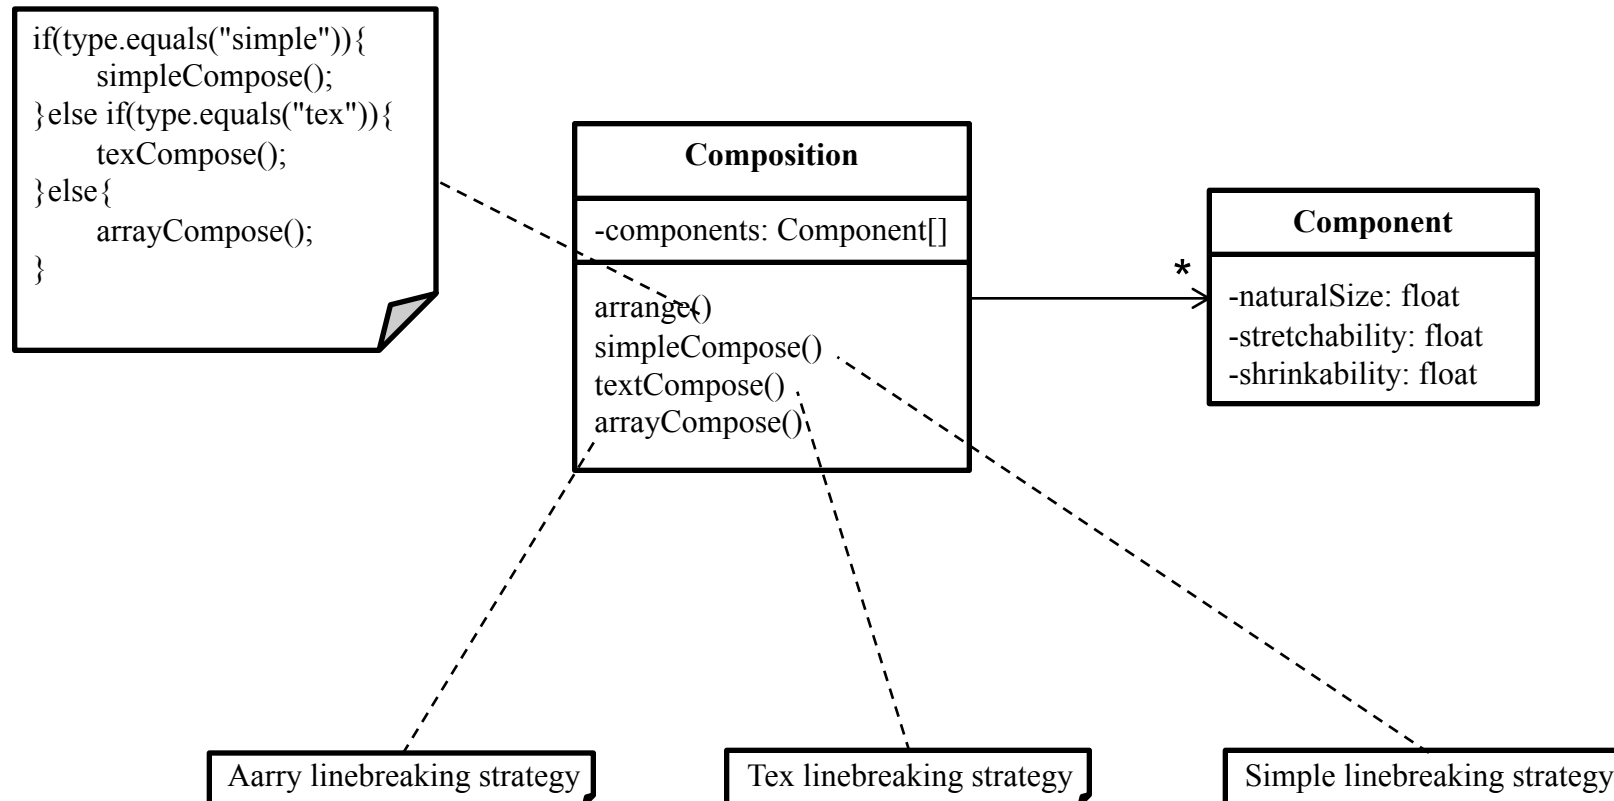 if(type.equals("simple")){
simpleCompose();
}else if(type.equals("tex")){
texCompose();
}else{
arrayCompose();
}
Composition
-components: Component[]
arrange()
simpleCompose()
textCompose()
arrayCompose()
*
Component
-naturalSize: float
-stretchability: float
-shrinkability: float
Aarry linebreaking strategy
Tex linebreaking strategy
Simple linebreaking strategy